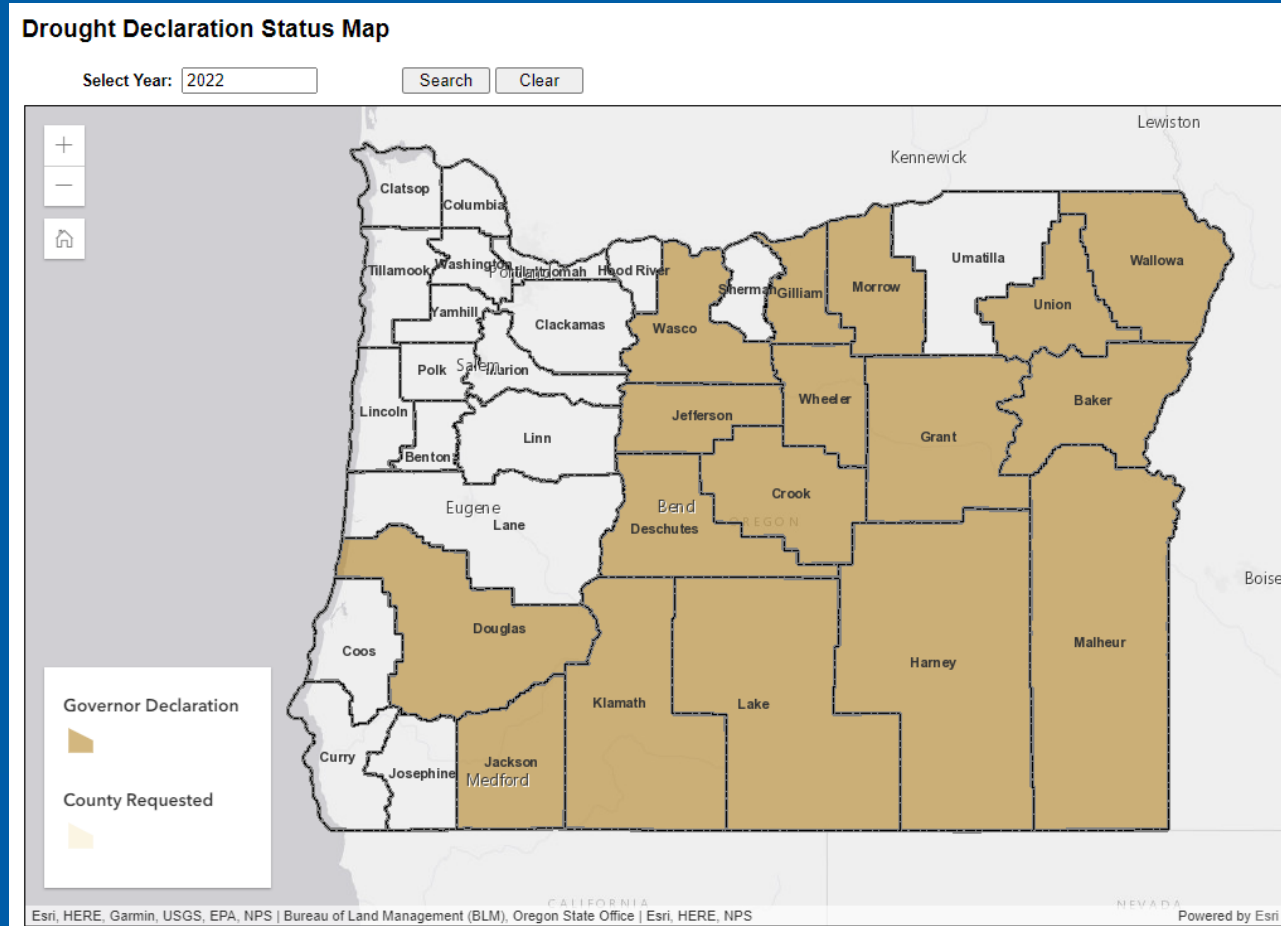 Drought Declaration Status Map
Select Year: 2022 Search Clear
Lewiston
Kennewick
Clatsop
Columbia
Tillamook
Washington
Portland
Multnomah
Hood River
Umatilla
Wallowa
Sherman
Gilliam
Morrow
Union
Yamhill
Clackamas
Wasco
Polk
Salem
Marion
Wheeler
Baker
Lincoln
Jefferson
Linn
Grant
Benton
Crook
Eugene
Lane
Bend
OREGON
Deschutes
Boise
Douglas
Coos
Malheur
Harney
Klamath
Lake
Curry
Josephine
Jackson
Medford
Governor Declaration
County Requested
CALIFORNIA
NEVADA
Esri, HERE, Garmin, USGS, EPA, NPS | Bureau of Land Management (BLM), Oregon State Office | Esri, HERE, NPS
Powered by Esri